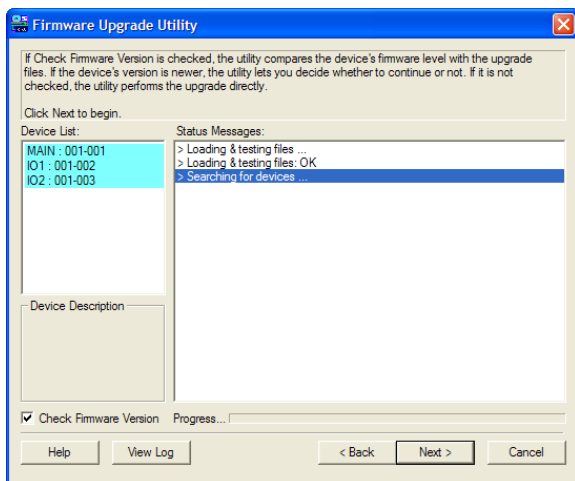 Firmware Upgrade Utility
If Check Firmware Version is checked, the utility compares the device's firmware level with the upgrade
files. If the device's version is newer, the utility lets you decide whether to continue or not. If it is not
checked, the utility performs the upgrade directly.
Click Next to begin.
Device List:
Status Messages:
MAIN : 001-001
IO1 : 001-002
IO2 : 001-003
> Loading & testing files ...
> Loading & testing files: OK
> Searching for devices ...
Device Description
Check Firmware Version
Progress...
Help
View Log
< Back
Next >
Cancel